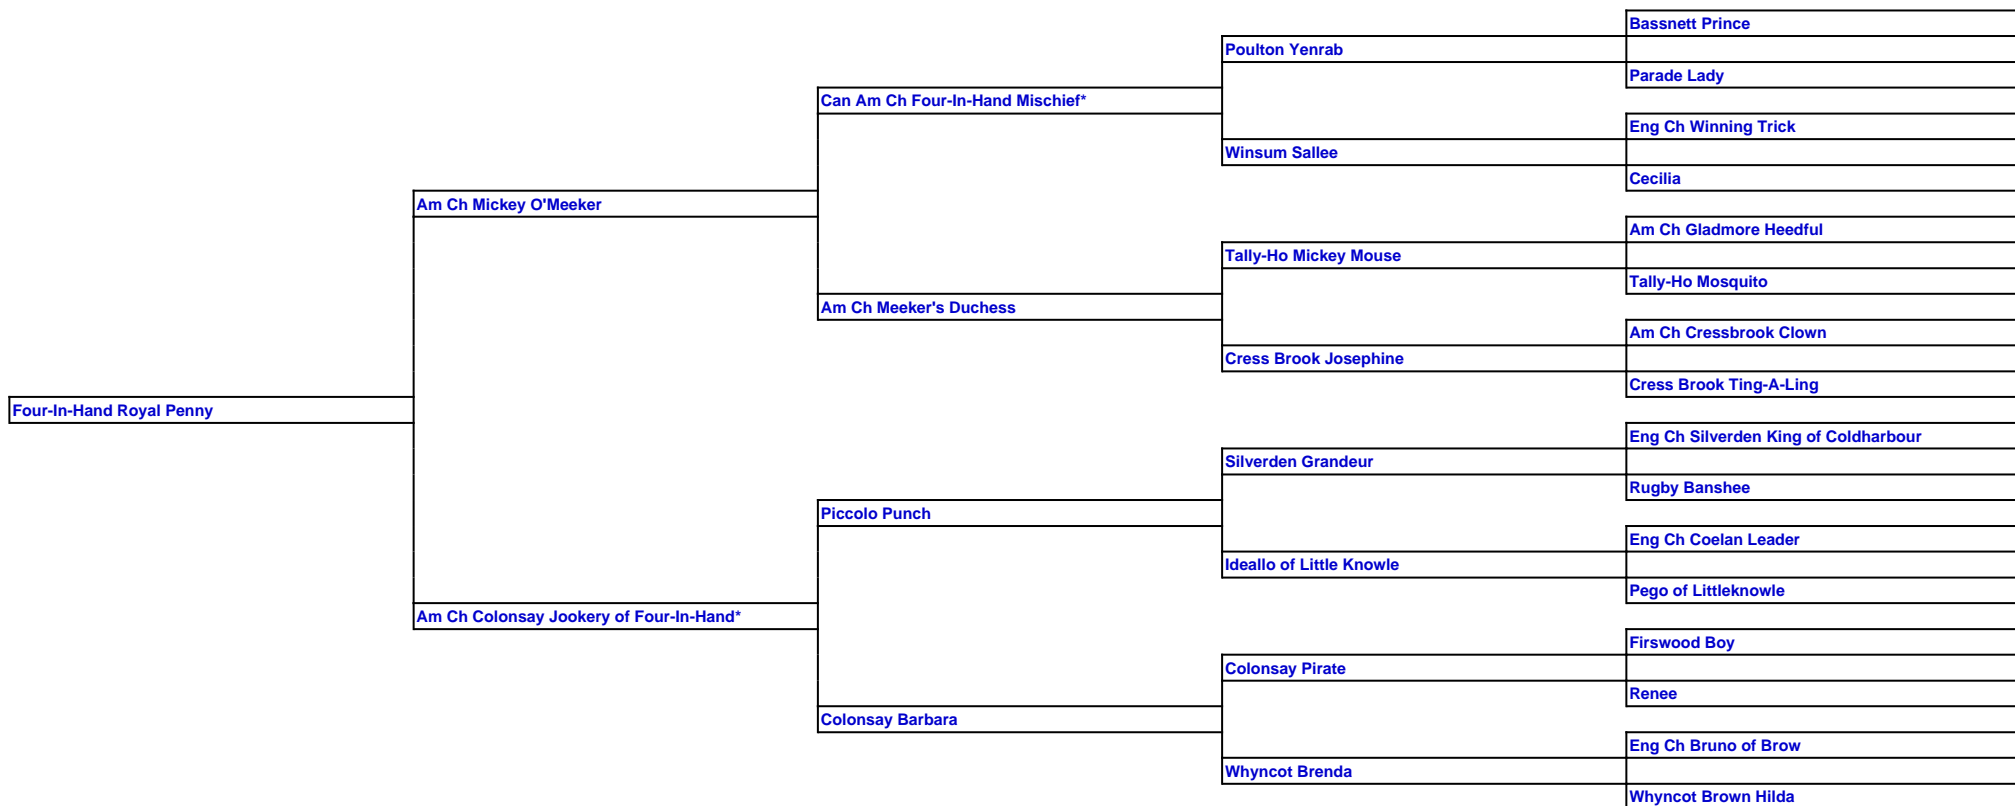 Bassnett Prince
Poulton Yenrab
Parade Lady
Can Am Ch Four-In-Hand Mischief*
Eng Ch Winning Trick
Winsum Sallee
Cecilia
Am Ch Mickey O'Meeker
Am Ch Gladmore Heedful
Tally-Ho Mickey Mouse
Tally-Ho Mosquito
Am Ch Meeker's Duchess
Am Ch Cressbrook Clown
Cress Brook Josephine
Cress Brook Ting-A-Ling
Four-In-Hand Royal Penny
Eng Ch Silverden King of Coldharbour
Silverden Grandeur
Rugby Banshee
Piccolo Punch
Eng Ch Coelan Leader
Ideallo of Little Knowle
Pego of Littleknowle
Am Ch Colonsay Jookery of Four-In-Hand*
Firswood Boy
Colonsay Pirate
Renee
Colonsay Barbara
Eng Ch Bruno of Brow
Whyncot Brenda
Whyncot Brown Hilda